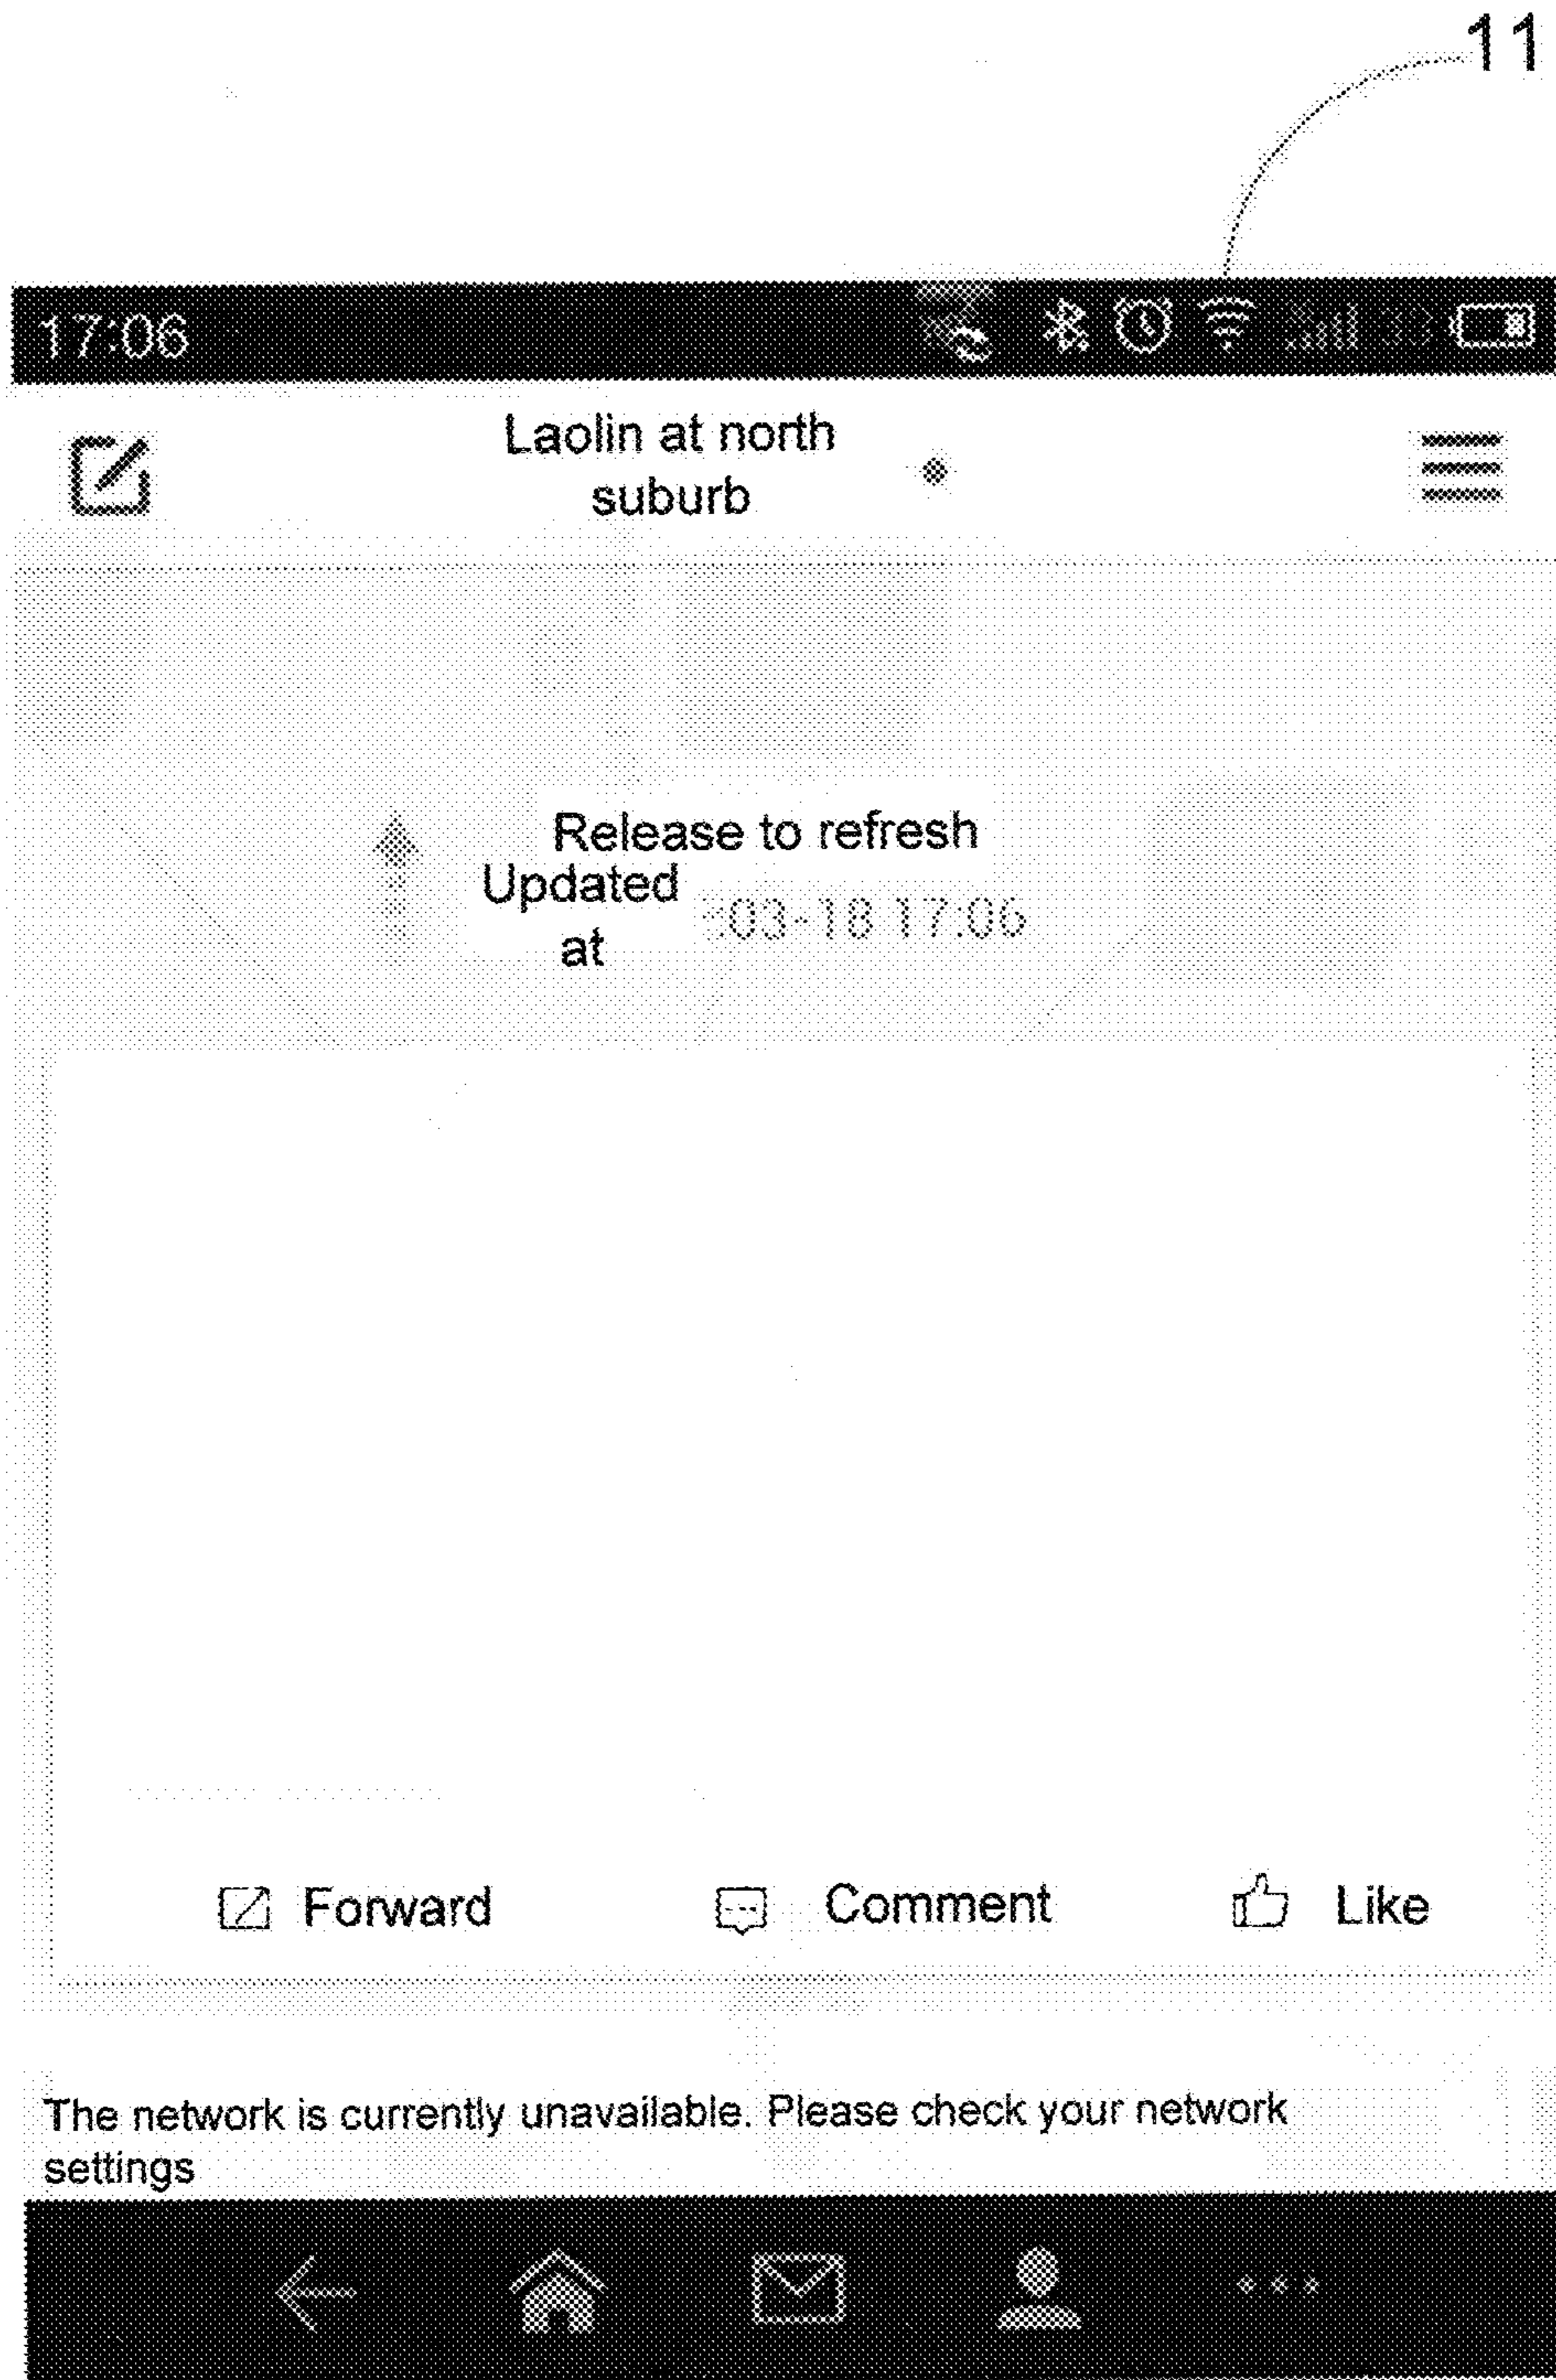 11
17:06
Laolin at north
suburb
Release to refresh
Updated
at
03-18 17:06
Forward
Comment
Like
The network is currently unavailable. Please check your network
settings